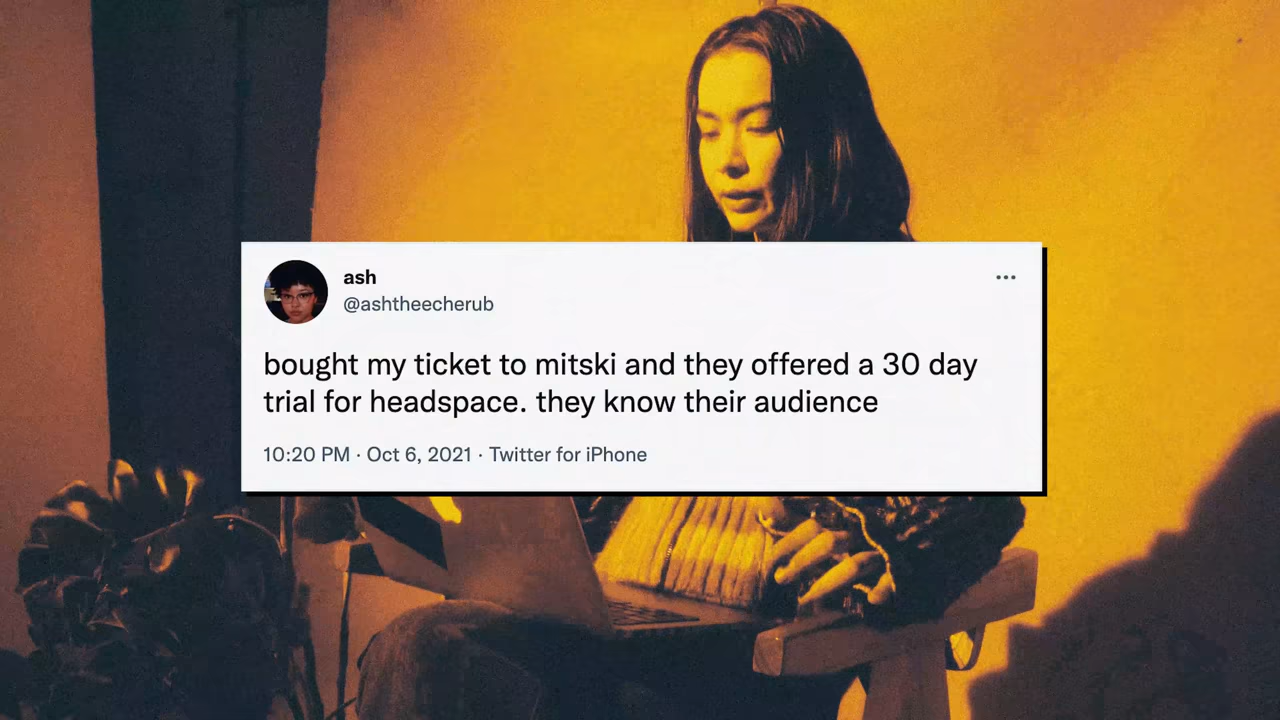 ash
@ashtheecherub
bought my ticket to mitski and they offered a 30 day
trial for headspace. they know their audience
10:20 PM · Oct 6, 2021 · Twitter for iPhone